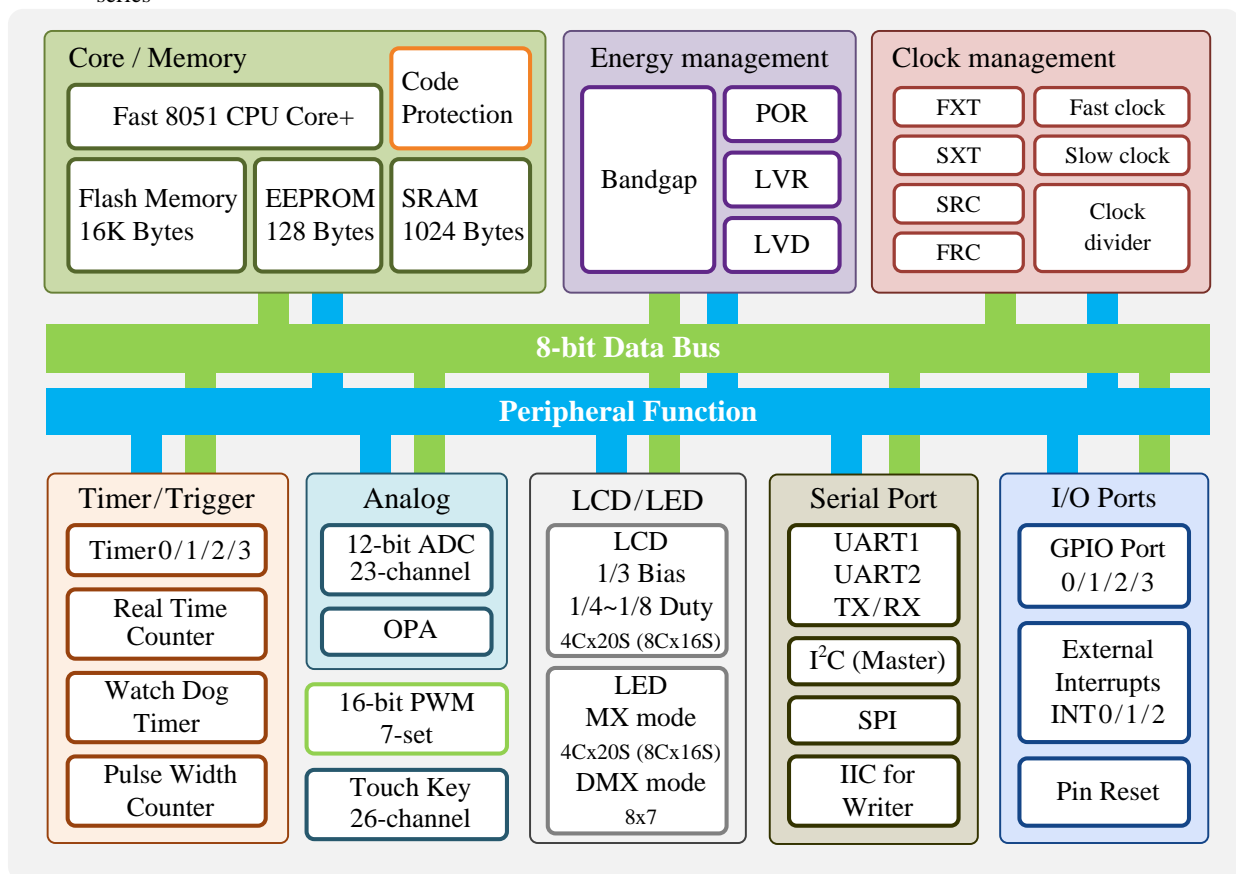 series
Core / Memory
Fast 8051 CPU Core+
Code
Protection
Flash Memory
16K Bytes
EEPROM
128 Bytes
SRAM
1024 Bytes
Energy management
Bandgap
POR
LVR
LVD
Clock management
FXT
SXT
SRC
FRC
Fast clock
Slow clock
Clock
divider
8-bit Data Bus
Peripheral Function
Timer/Trigger
Timer0/1/2/3
Real Time
Counter
Watch Dog
Timer
Pulse Width
Counter
Analog
12-bit ADC
23-channel
OPA
16-bit PWM
7-set
Touch Key
26-channel
LCD/LED
LCD
1/3 Bias
1/4~1/8 Duty
4Cx20S (8Cx16S)
LED
MX mode
4Cx20S (8Cx16S)
DMX mode
8x7
Serial Port
UART1
UART2
TX/RX
I²C (Master)
SPI
IIC for
Writer
I/O Ports
GPIO Port
0/1/2/3
External
Interrupts
INT0/1/2
Pin Reset